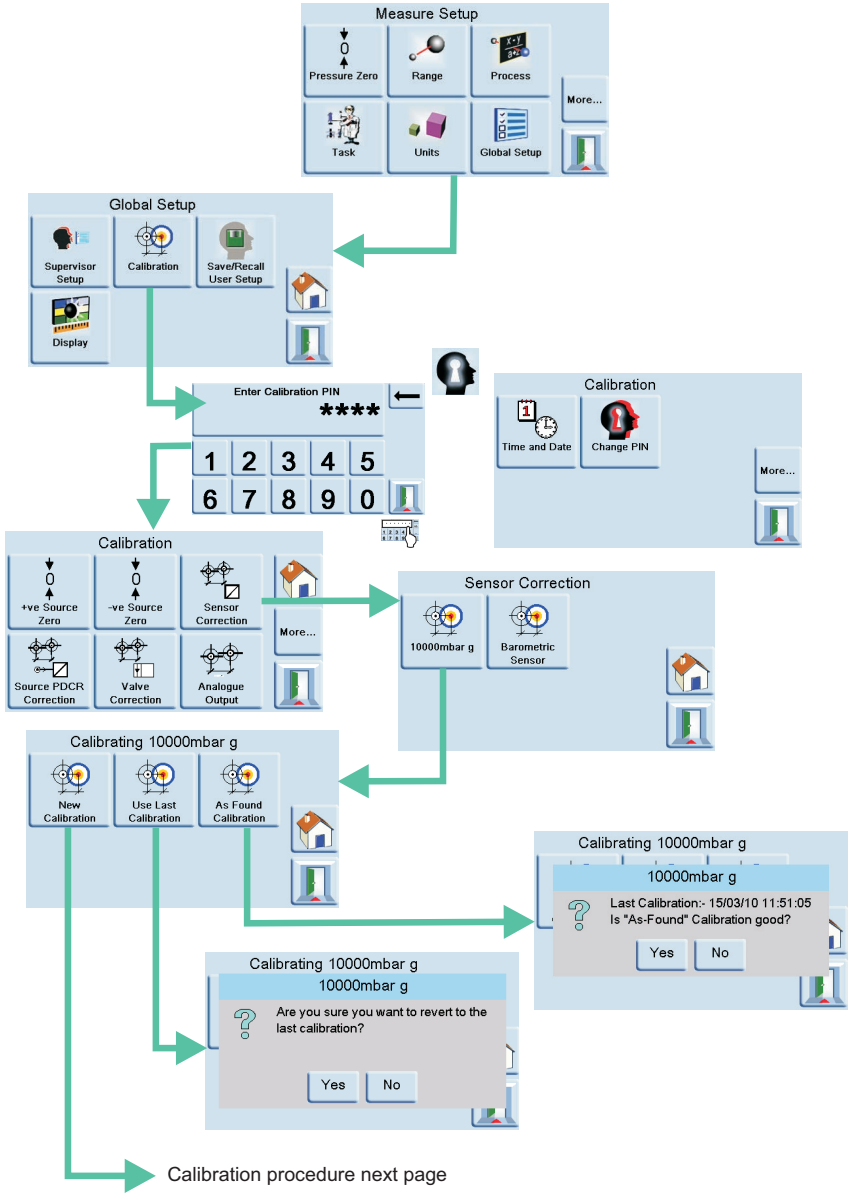 Measure Setup
0
Pressure Zero
Range
x-y
a+z
Process
More...
Task
Units
Global Setup
Global Setup
Supervisor
Setup
Calibration
Save/Recall
User Setup
Display
Enter Calibration PIN
****
1 2 3 4 5
6 7 8 9 0
Calibration
1
Time and Date
Change PIN
More...
Calibration
0
+ve Source
Zero
0
-ve Source
Zero
Sensor
Correction
More...
Source PDCR
Correction
Valve
Correction
Analogue
Output
Sensor Correction
10000mbar g
Barometric
Sensor
Calibrating 10000mbar g
New
Calibration
Use Last
Calibration
As Found
Calibration
Calibrating 10000mbar g
10000mbar g
Last Calibration:- 15/03/10 11:51:05
Is "As-Found" Calibration good?
Yes No
Calibrating 10000mbar g
10000mbar g
Are you sure you want to revert to the
last calibration?
Yes No
Calibration procedure next page